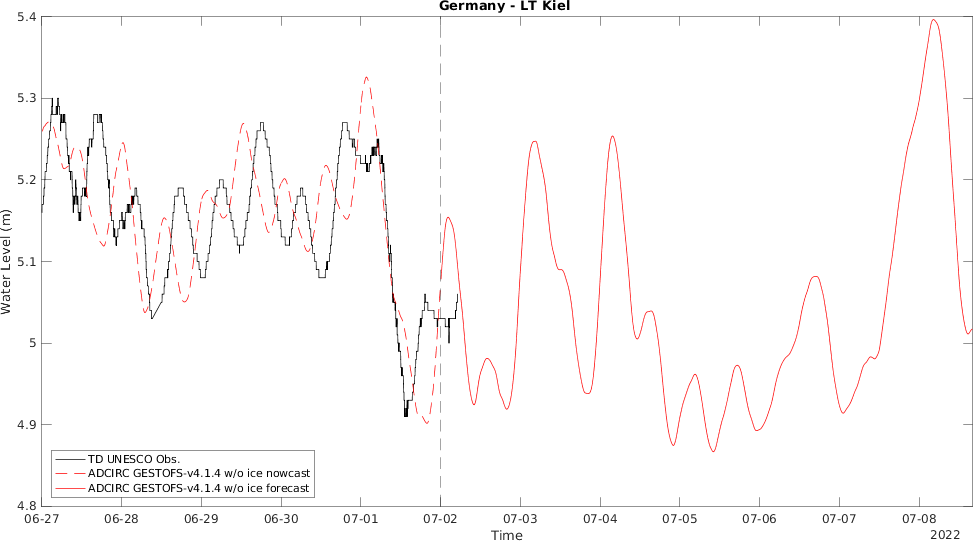 Germany - LT Kiel
5.4
5.3
5.2
5.1
5
4.9
4.8
Water Level (m)
TD UNESCO Obs.
ADCIRC GESTOFS-v4.1.4 w/o ice nowcast
ADCIRC GESTOFS-v4.1.4 w/o ice forecast
06-27 06-28 06-29 06-30 07-01 07-02 07-03 07-04 07-05 07-06 07-07 07-08
Time
2022